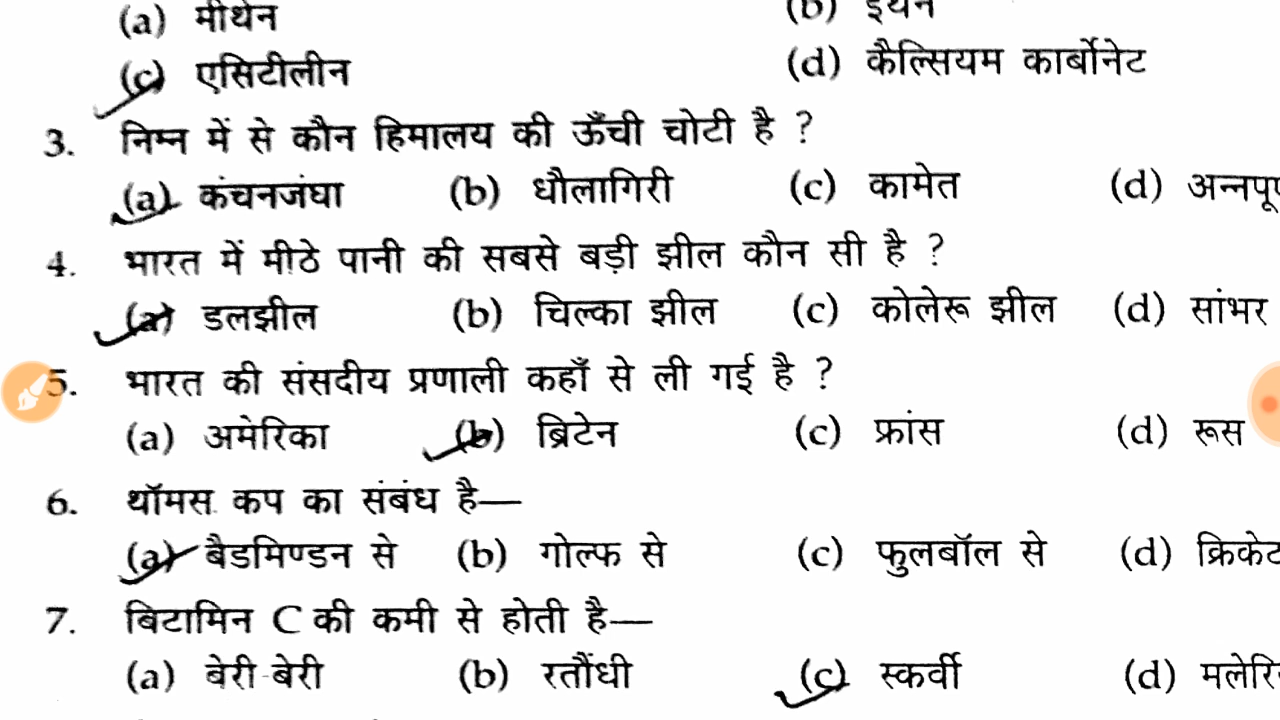 (a) मीथेन (b) इथेन
(c) एसिटीलीन (d) कैल्सियम कार्बोनेट
3. निम्न में से कौन हिमालय की ऊँची चोटी है ?
(a) कंचनजंघा (b) धौलागिरी (c) कामेत (d)
4. भारत में मीठे पानी की सबसे बड़ी झील कौन सी है ?
(a) डलझील (b) चिल्का झील (c) कोलेरू झील (d) सांभर
5. भारत की संसदीय प्रणाली कहाँ से ली गई है ?
(a) अमेरिका (b) ब्रिटेन (c) फ्रांस (d) रूस
6. थॉमस कप का संबंध है—
(a) बैडमिण्डन से (b) गोल्फ से (c) फुलबॉल से (d)
7. बिटामिन C की कमी से होती है—
(a) बेरी-बेरी (b) रतौंधी (c) स्कर्वी (d)